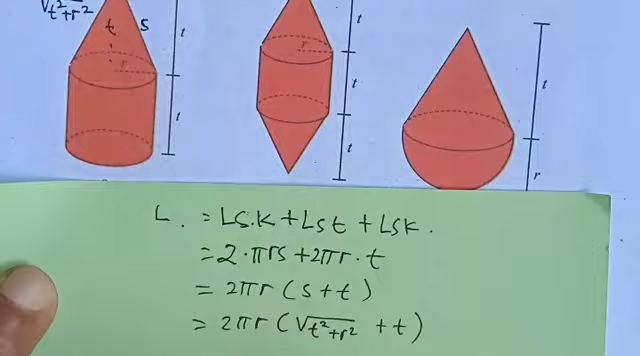 √t²+r²
t s t
r
t
r t
t
t
t
r
L. = LS.K + LSt + LSK.
= 2·πrs + 2πr·t
= 2πr (s+t)
= 2πr (√t²+r² + t)